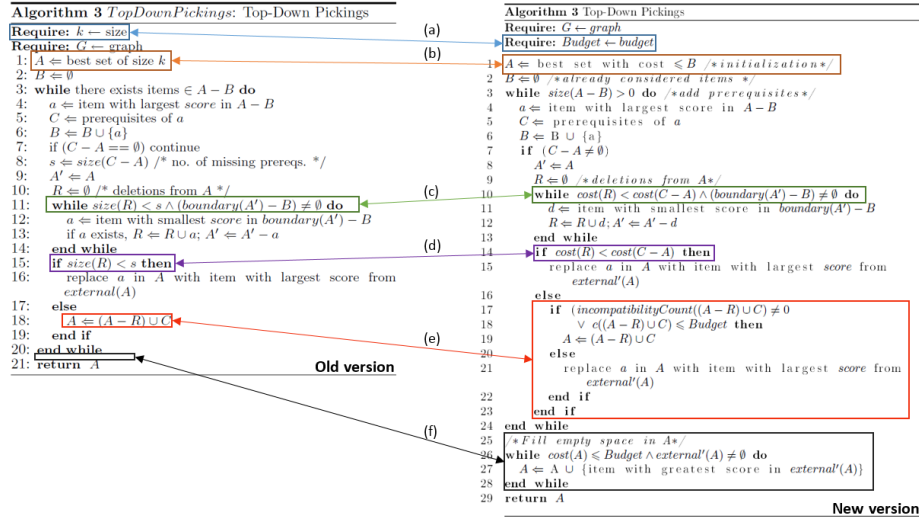 Algorithm 3 TopDownPickings: Top-Down Pickings
Require: k ← size
Require: G ← graph
1: A ⇐ best set of size k
2: B ⇐ ∅
3: while there exists items ∈ A − B do
4: a ⇐ item with largest score in A − B
5: C ⇐ prerequisites of a
6: B ⇐ B ∪ {a}
7: if (C − A == ∅) continue
8: s ⇐ size(C − A) /* no. of missing prereqs. */
9: A′ ⇐ A
10: R ⇐ ∅ /* deletions from A */
11: while size(R) < s ∧ (boundary(A′) − B) ≠ ∅ do
12: a ⇐ item with smallest score in boundary(A′) − B
13: if a exists, R ⇐ R ∪ a; A′ ⇐ A′ − a
14: end while
15: if size(R) < s then
16: replace a in A with item with largest score from
external(A)
17: else
18: A ⇐ (A − R) ∪ C
19: end if
20: end while
21: return A
Old version
(a)
(b)
(c)
(d)
(e)
(f)
Algorithm 3 Top-Down Pickings
Require: G ← graph
Require: Budget ← budget
1 A ⇐ best set with cost ⩽ B /*initialization*/
2 B ⇐ ∅ /*already considered items */
3 while size(A − B) > 0 do /*add prerequisites*/
4 a ⇐ item with largest score in A − B
5 C ⇐ prerequisites of a
6 B ⇐ B ∪ {a}
7 if (C − A ≠ ∅)
8 A′ ⇐ A
9 R ⇐ ∅ /*deletions from A*/
10 while cost(R) < cost(C − A) ∧ (boundary(A′) − B) ≠ ∅ do
11 d ⇐ item with smallest score in boundary(A′) − B
12 R ⇐ R ∪ d; A′ ⇐ A′ − d
13 end while
14 if cost(R) < cost(C − A) then
15 replace a in A with item with largest score from
external′(A)
16 else
17 if (incompatibilityCount((A − R) ∪ C) ≠ 0
18 ∨ c((A − R) ∪ C) ⩽ Budget then
19 A ⇐ (A − R) ∪ C
20 else
21 replace a in A with item with largest score from
external′(A)
22 end if
23 end if
24 end while
25 /*Fill empty space in A*/
26 while cost(A) ⩽ Budget ∧ external′(A) ≠ ∅ do
27 A ⇐ A ∪ {item with greatest score in external′(A)}
28 end while
29 return A
New version